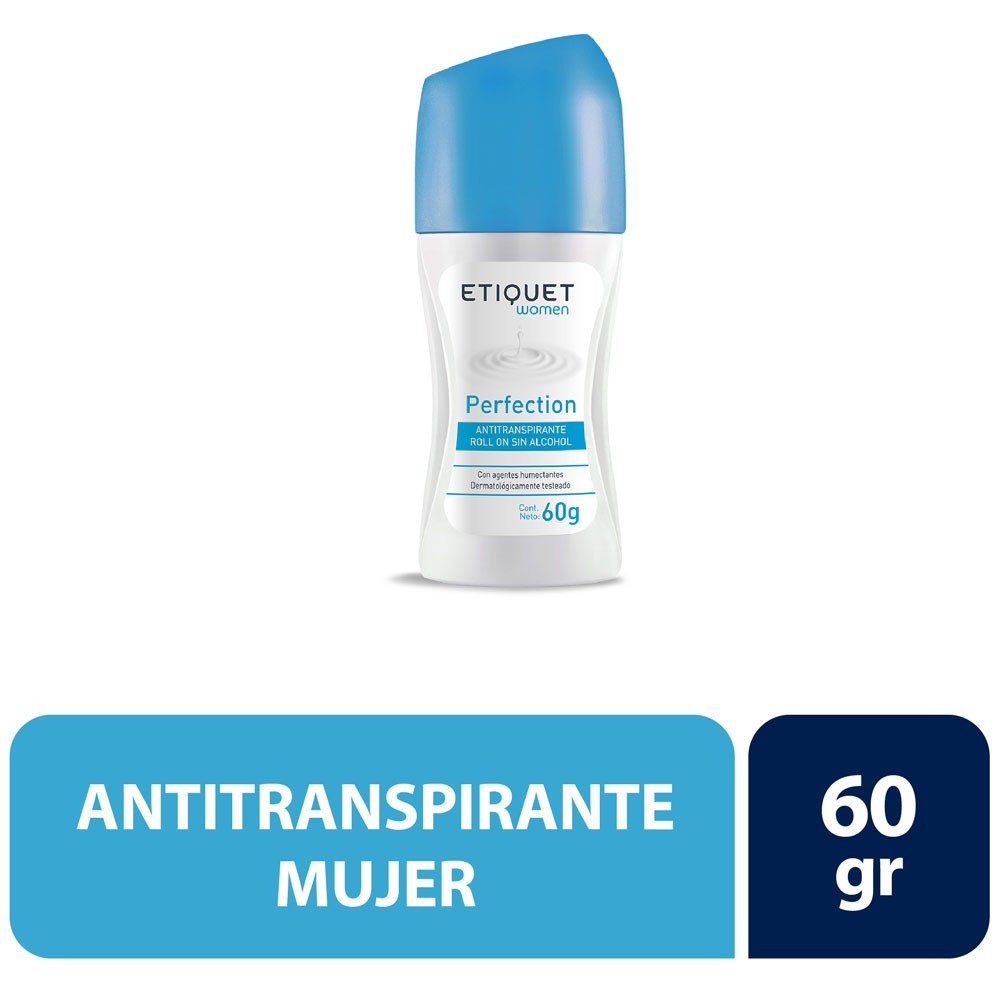 ETIQUET
women
Perfection
ANTITRANSPIRANTE
ROLL ON SIN ALCOHOL
Con agentes humectantes
Dermatológicamente testeado
Cont.
Neto: 60g
ANTITRANSPIRANTE
MUJER
60
gr